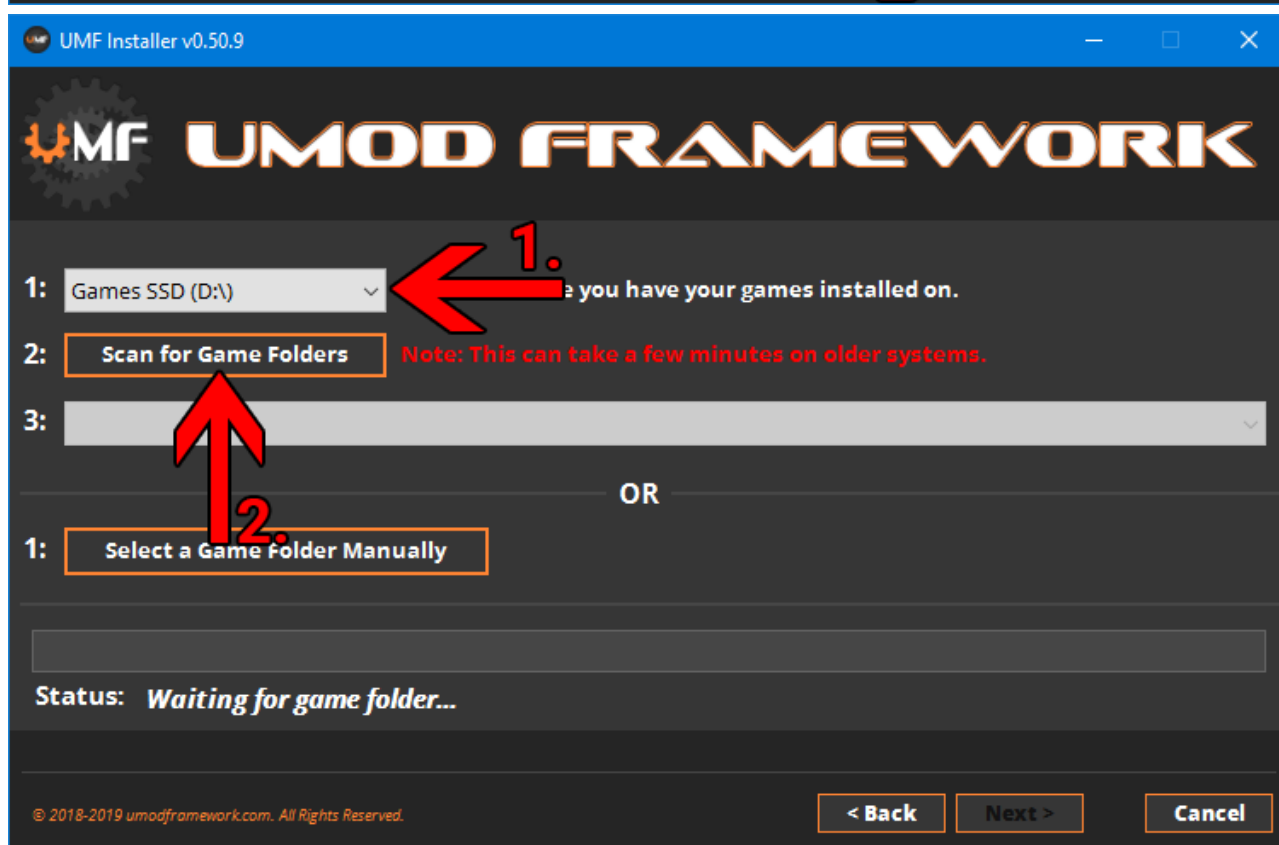 UMF Installer v0.50.9
UMF UMOD FRAMEWORK
1.
1: Games SSD (D:\) e you have your games installed on.
2: Scan for Game Folders Note: This can take a few minutes on older systems.
3:
OR
2.
1: Select a Game Folder Manually
Status: Waiting for game folder...
© 2018-2019 umodframework.com. All Rights Reserved.
< Back Next > Cancel